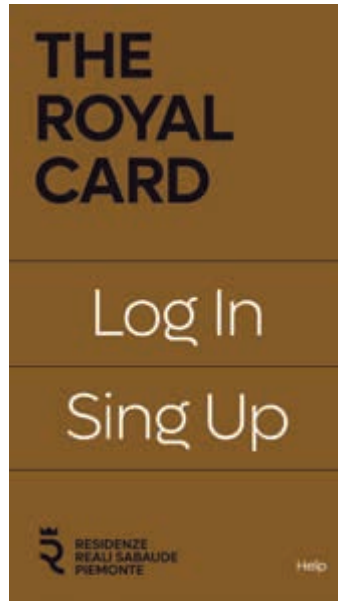 THE
ROYAL
CARD
Log In
Sing Up
RESIDENZE
REALI SABAUDE
PIEMONTE
Help